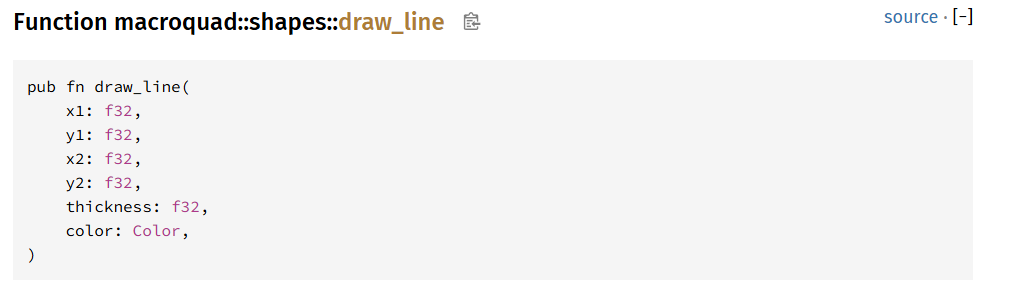 Function macroquad::shapes::draw_line source · [-]
pub fn draw_line(
    x1: f32,
    y1: f32,
    x2: f32,
    y2: f32,
    thickness: f32,
    color: Color,
)